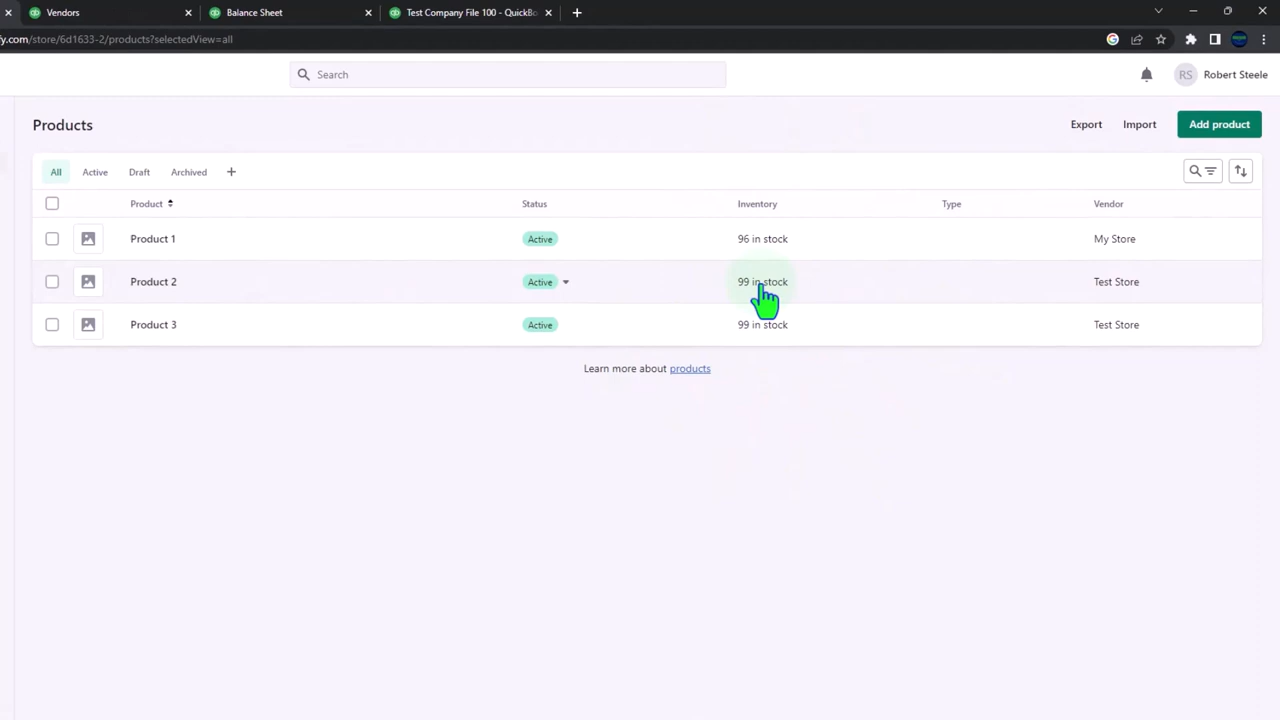 Vendors
Balance Sheet
Test Company File 100 - QuickBo
fy.com/store/6d1633-2/products?selectedView=all
Search
RS
Robert Steele
Products
Export
Import
Add product
All
Active
Draft
Archived
Product
Status
Inventory
Type
Vendor
Product 1
Active
96 in stock
My Store
Product 2
Active
99 in stock
Test Store
Product 3
Active
99 in stock
Test Store
Learn more about products